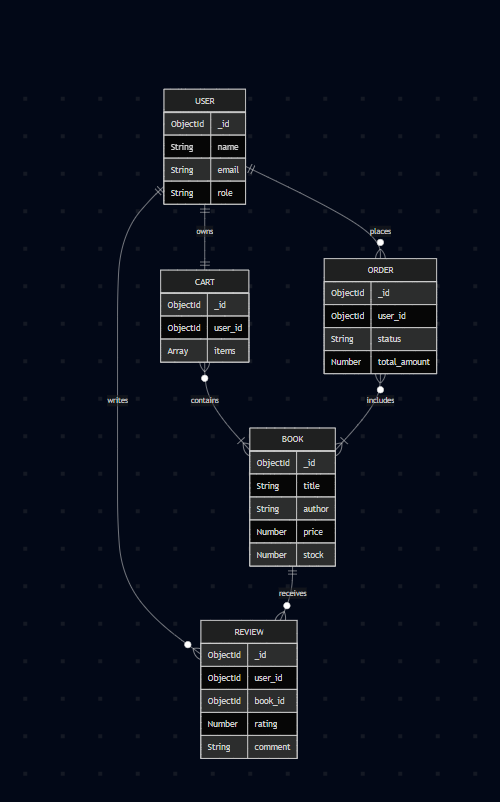 USER
ObjectId _id
String name
String email
String role
owns
places
CART
ObjectId _id
ObjectId user_id
Array items
ORDER
ObjectId _id
ObjectId user_id
String status
Number total_amount
writes
contains
includes
BOOK
ObjectId _id
String title
String author
Number price
Number stock
receives
REVIEW
ObjectId _id
ObjectId user_id
ObjectId book_id
Number rating
String comment